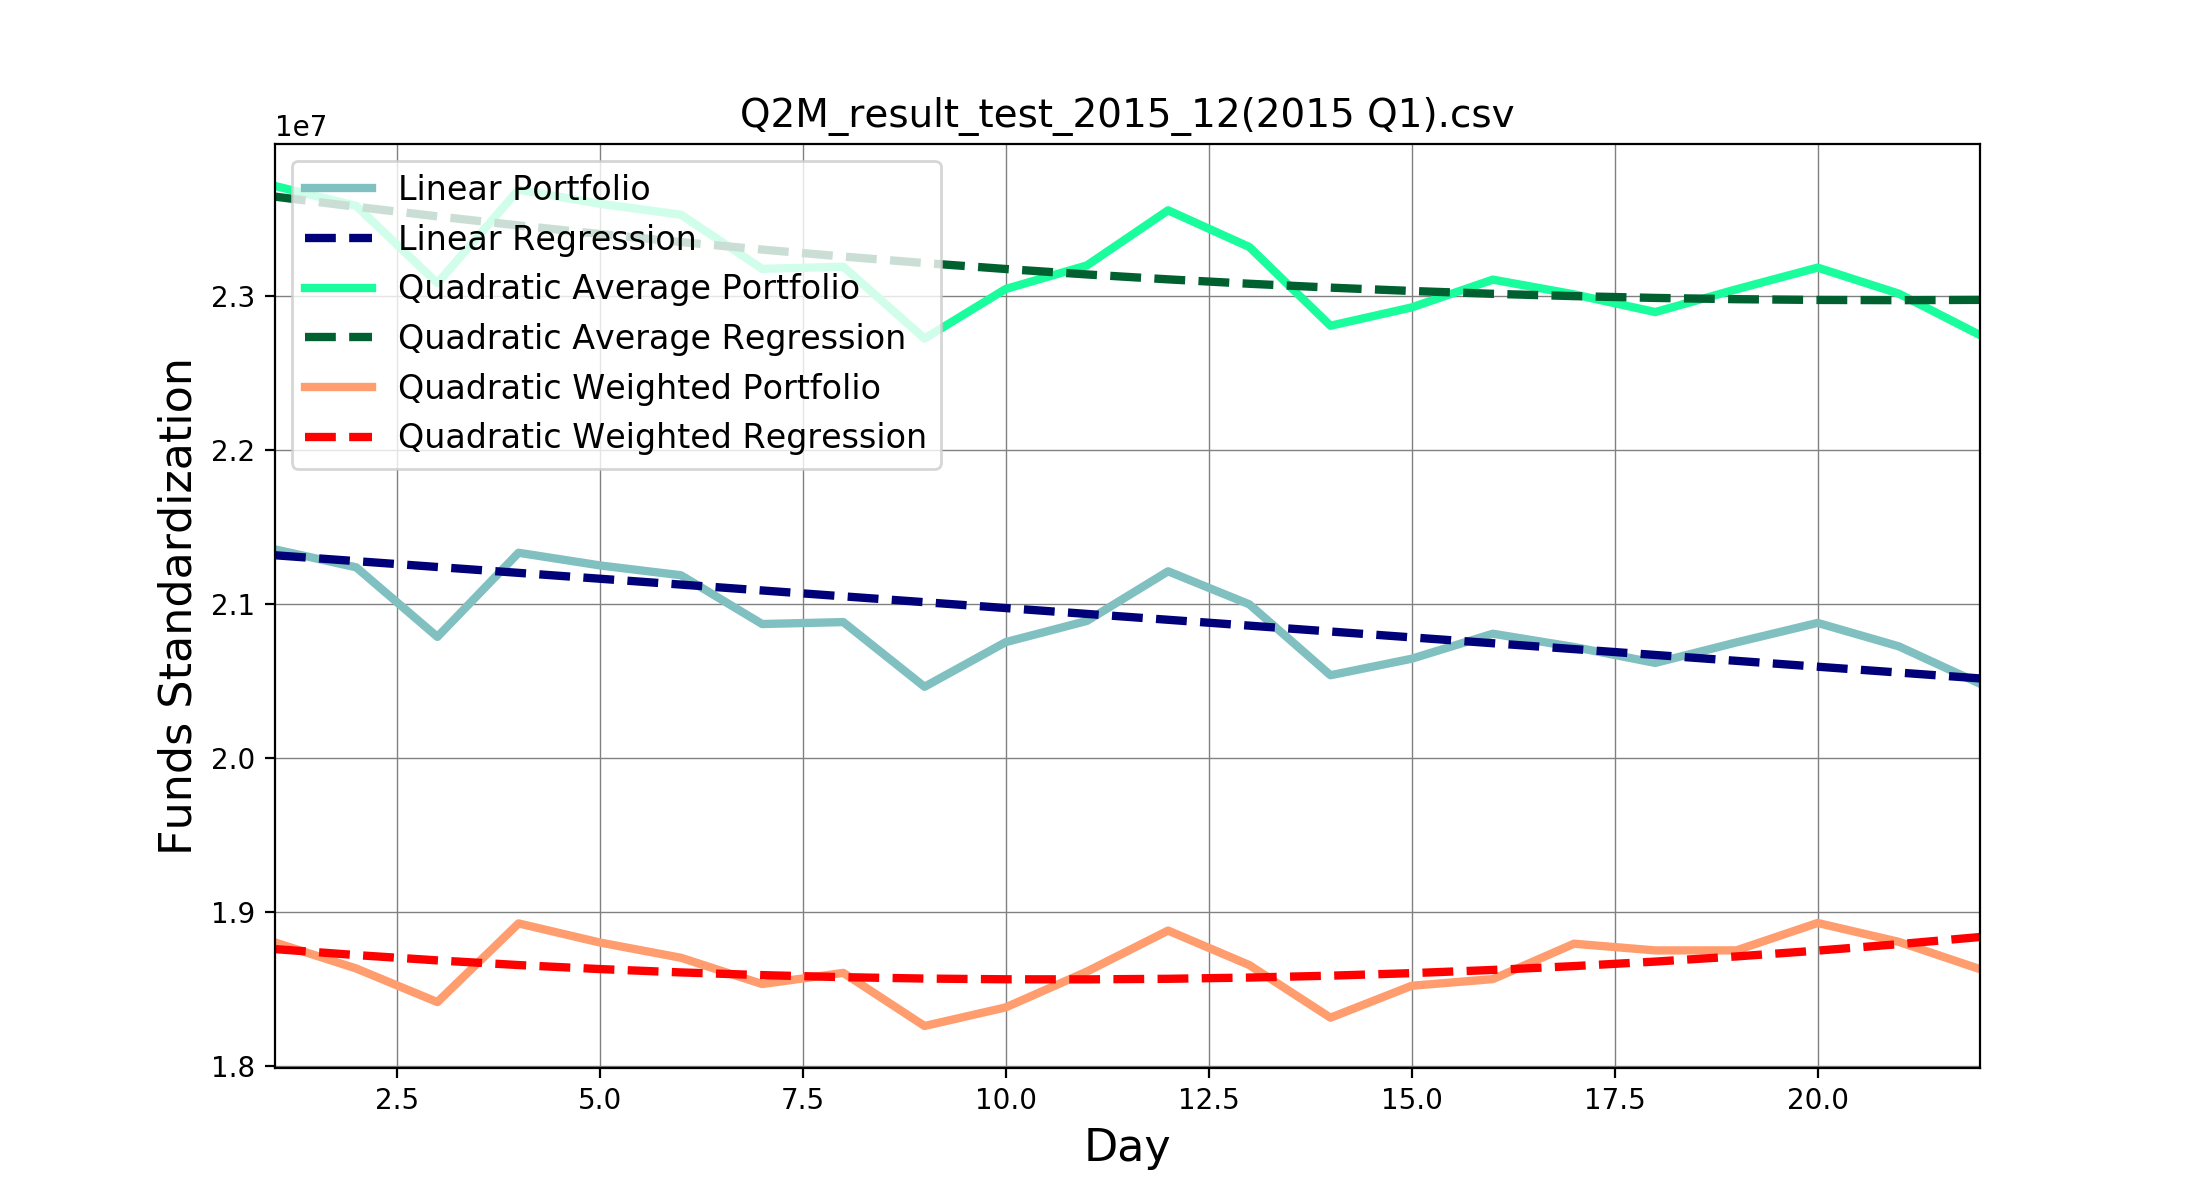 Q2M_result_test_2015_12(2015 Q1).csv
1e7
Linear Portfolio
Linear Regression
Quadratic Average Portfolio
Quadratic Average Regression
Quadratic Weighted Portfolio
Quadratic Weighted Regression
Funds Standardization
2.3
2.2
2.1
2.0
1.9
1.8
2.5 5.0 7.5 10.0 12.5 15.0 17.5 20.0
Day